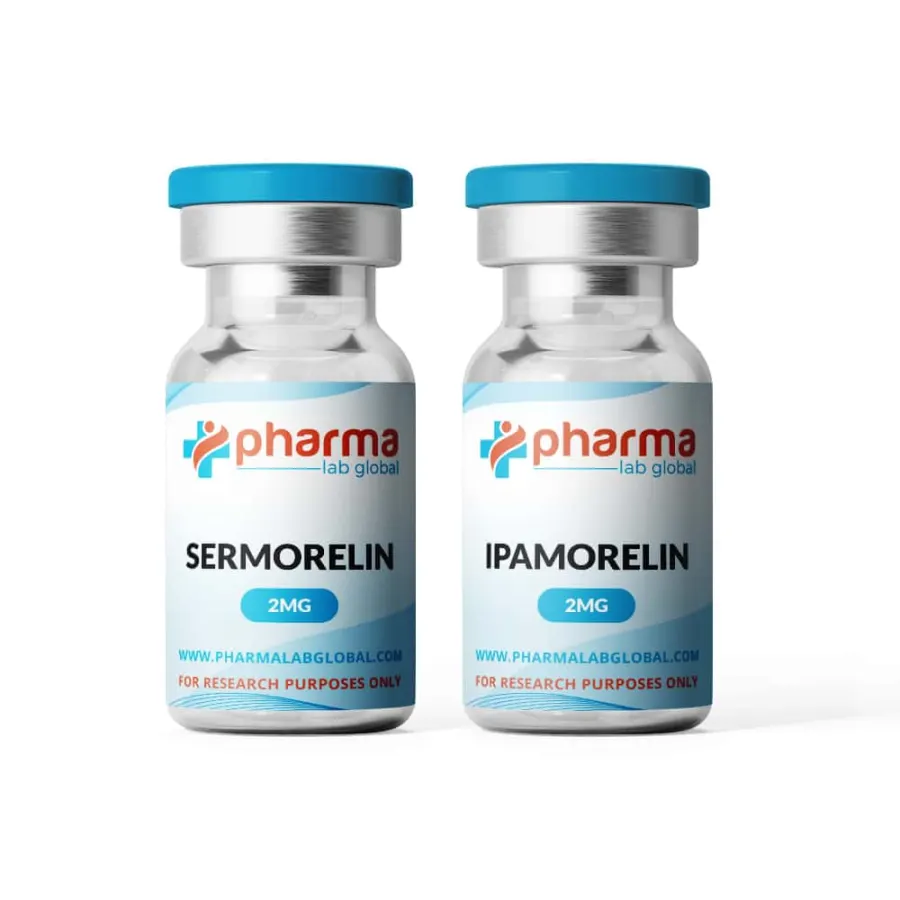 pharma
lab global
SERMORELIN
2MG
WWW.PHARMALABGLOBAL.COM
FOR RESEARCH PURPOSES ONLY
pharma
lab global
IPAMORELIN
2MG
WWW.PHARMALABGLOBAL.COM
FOR RESEARCH PURPOSES ONLY